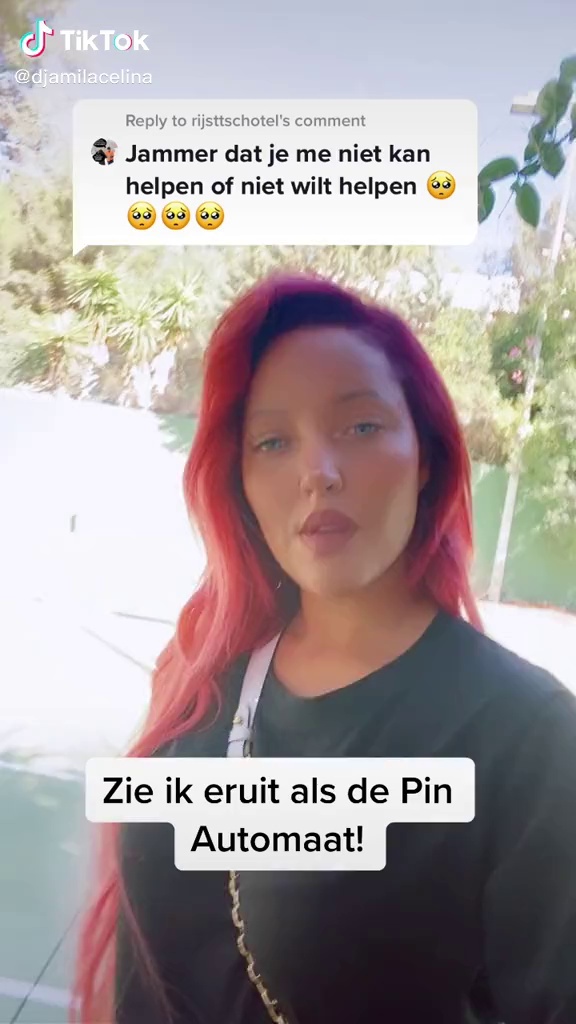 TikTok
@djamilacelina
Reply to rijsttschotel's comment
Jammer dat je me niet kan
helpen of niet wilt helpen 🥺
🥺🥺🥺
Zie ik eruit als de Pin
Automaat!